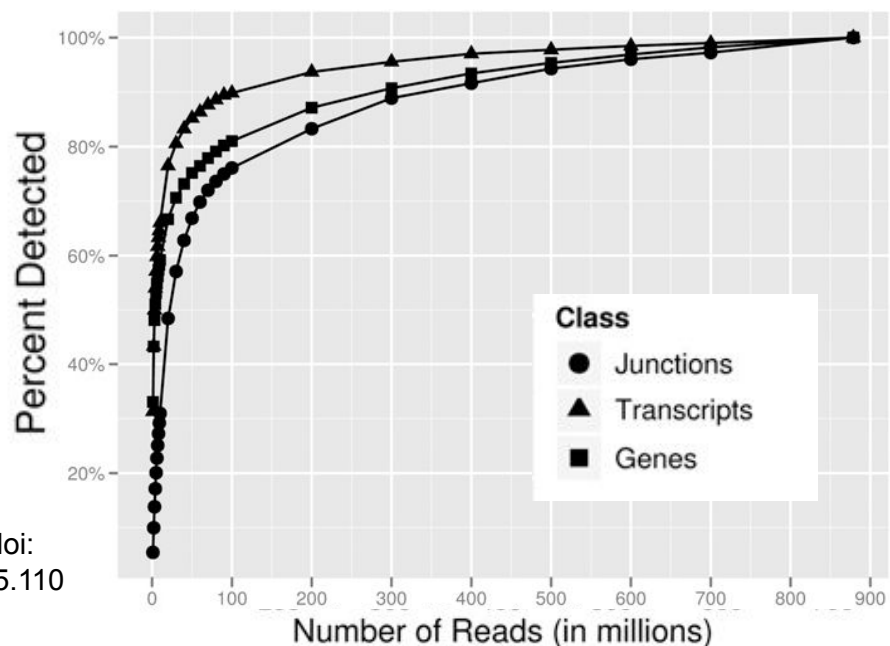 100%
80%
60%
40%
20%
Percent Detected
Class
Junctions
Transcripts
Genes
doi:
5.110
0 100 200 300 400 500 600 700 800 900
Number of Reads (in millions)